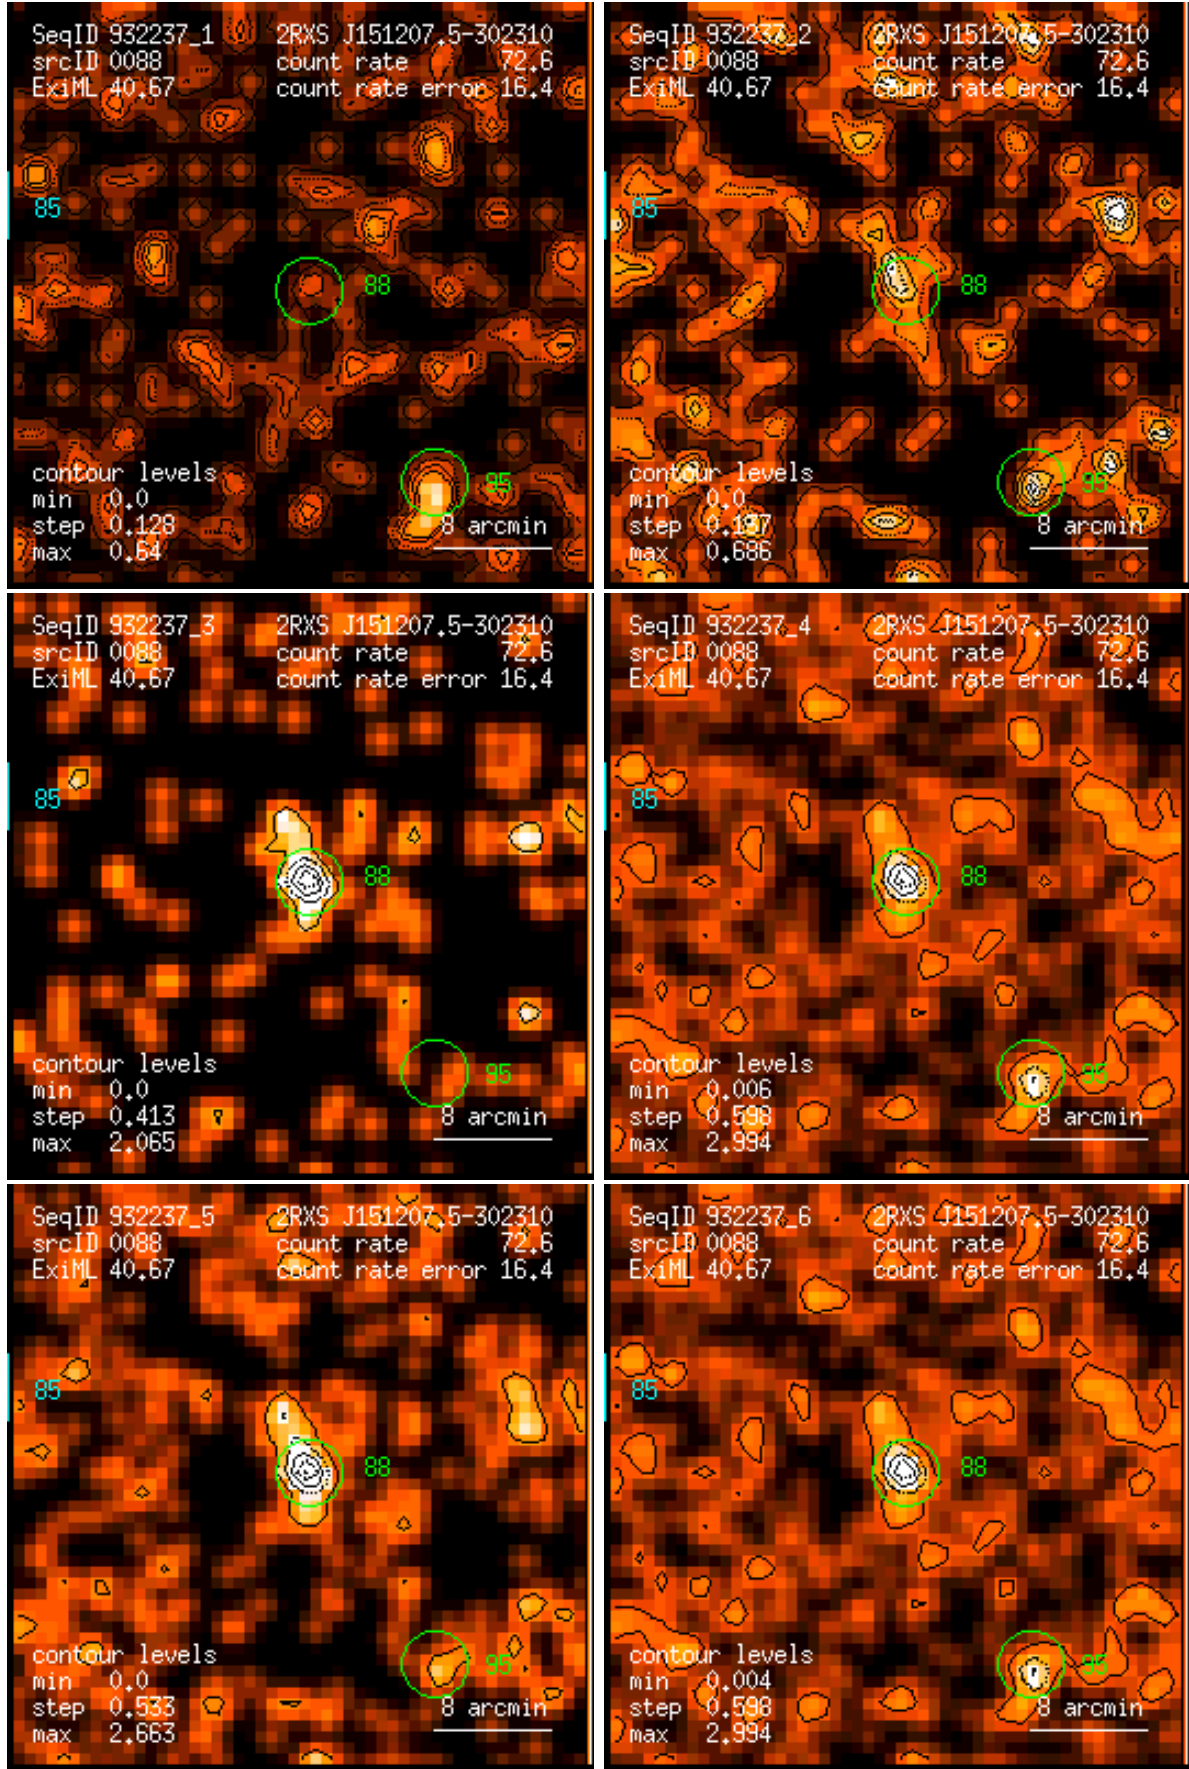 SeqID 932237_1 2RXS J151207.5-302310
srcID 0088 count rate 72.6
ExiML 40.67 count rate error 16.4
85
88
contour levels
95
min 0.0
step 0.128 8 arcmin
max 0.64
SeqID 932237_2 2RXS J151207.5-302310
srcID 0088 count rate 72.6
ExiML 40.67 count rate error 16.4
85
88
contour levels
95
min 0.0
step 8 arcmin
max 0.686
SeqID 932237_3 2RXS J151207.5-302310
srcID 0088 count rate 72.6
ExiML 40.67 count rate error 16.4
85
88
contour levels
95
min 0.0
step 0.413 8 arcmin
max 2.065
SeqID 932237_4 2RXS J151207.5-302310
srcID 0088 count rate 72.6
ExiML 40.67 count rate error 16.4
85
88
contour levels
95
min 0.006
step 0.598 8 arcmin
max 2.994
SeqID 932237_5 2RXS J151207.5-302310
srcID 0088 count rate 72.6
ExiML 40.67 count rate error 16.4
85
88
contour levels
95
min 0.0
step 0.533 8 arcmin
max 2.663
SeqID 932237_6 2RXS J151207.5-302310
srcID 0088 count rate 72.6
ExiML 40.67 count rate error 16.4
85
88
contour levels
95
min 0.004
step 0.598 8 arcmin
max 2.994